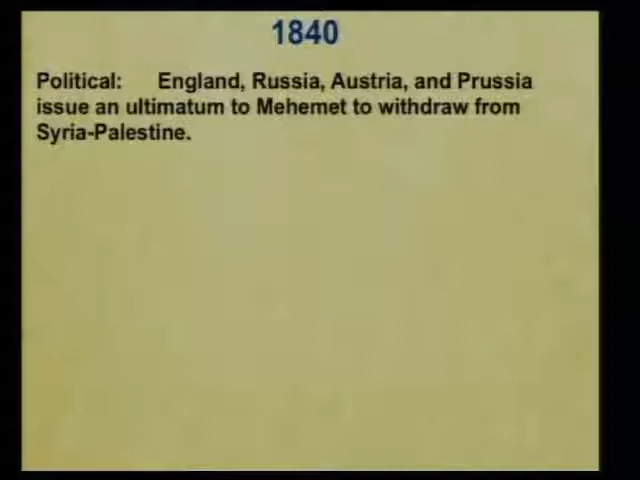 1840
Political: England, Russia, Austria, and Prussia
issue an ultimatum to Mehemet to withdraw from
Syria-Palestine.